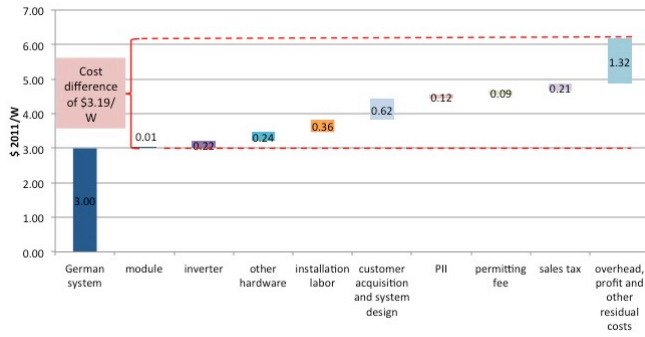 7.00
6.00
5.00
4.00
3.00
2.00
1.00
0.00
$ 2011/W
Cost
difference
of $3.19/
W
3.00
0.01
0.22
0.24
0.36
0.62
0.12
0.09
0.21
1.32
German
system
module
inverter
other
hardware
installation
labor
customer
acquisition
and system
design
PII
permitting
fee
sales tax
overhead,
profit and
other
residual
costs